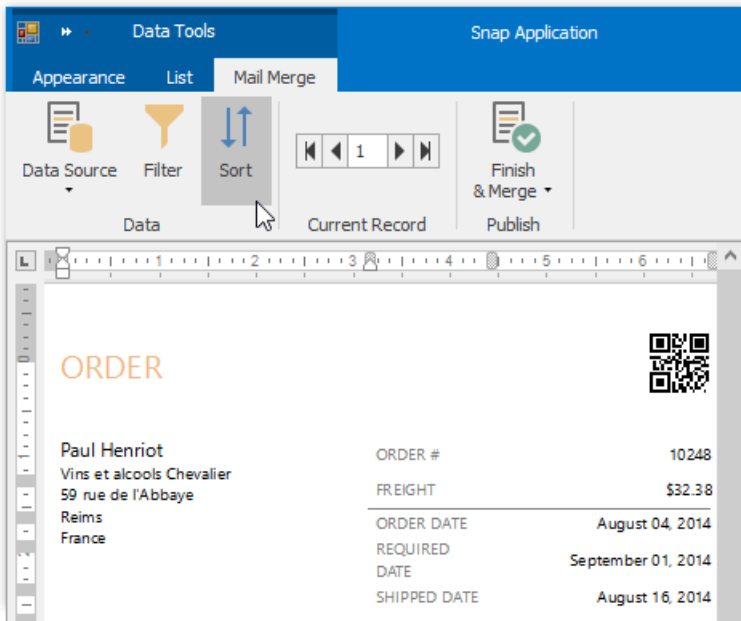 Data Tools
Snap Application
Appearance
List
Mail Merge
Data Source
Filter
Sort
1
Finish
& Merge
Data
Current Record
Publish
L
1 2 3 4 5 6
ORDER
Paul Henriot
Vins et alcools Chevalier
59 rue de l'Abbaye
Reims
France
ORDER # 10248
FREIGHT $32.38
ORDER DATE August 04, 2014
REQUIRED
DATE September 01, 2014
SHIPPED DATE August 16, 2014